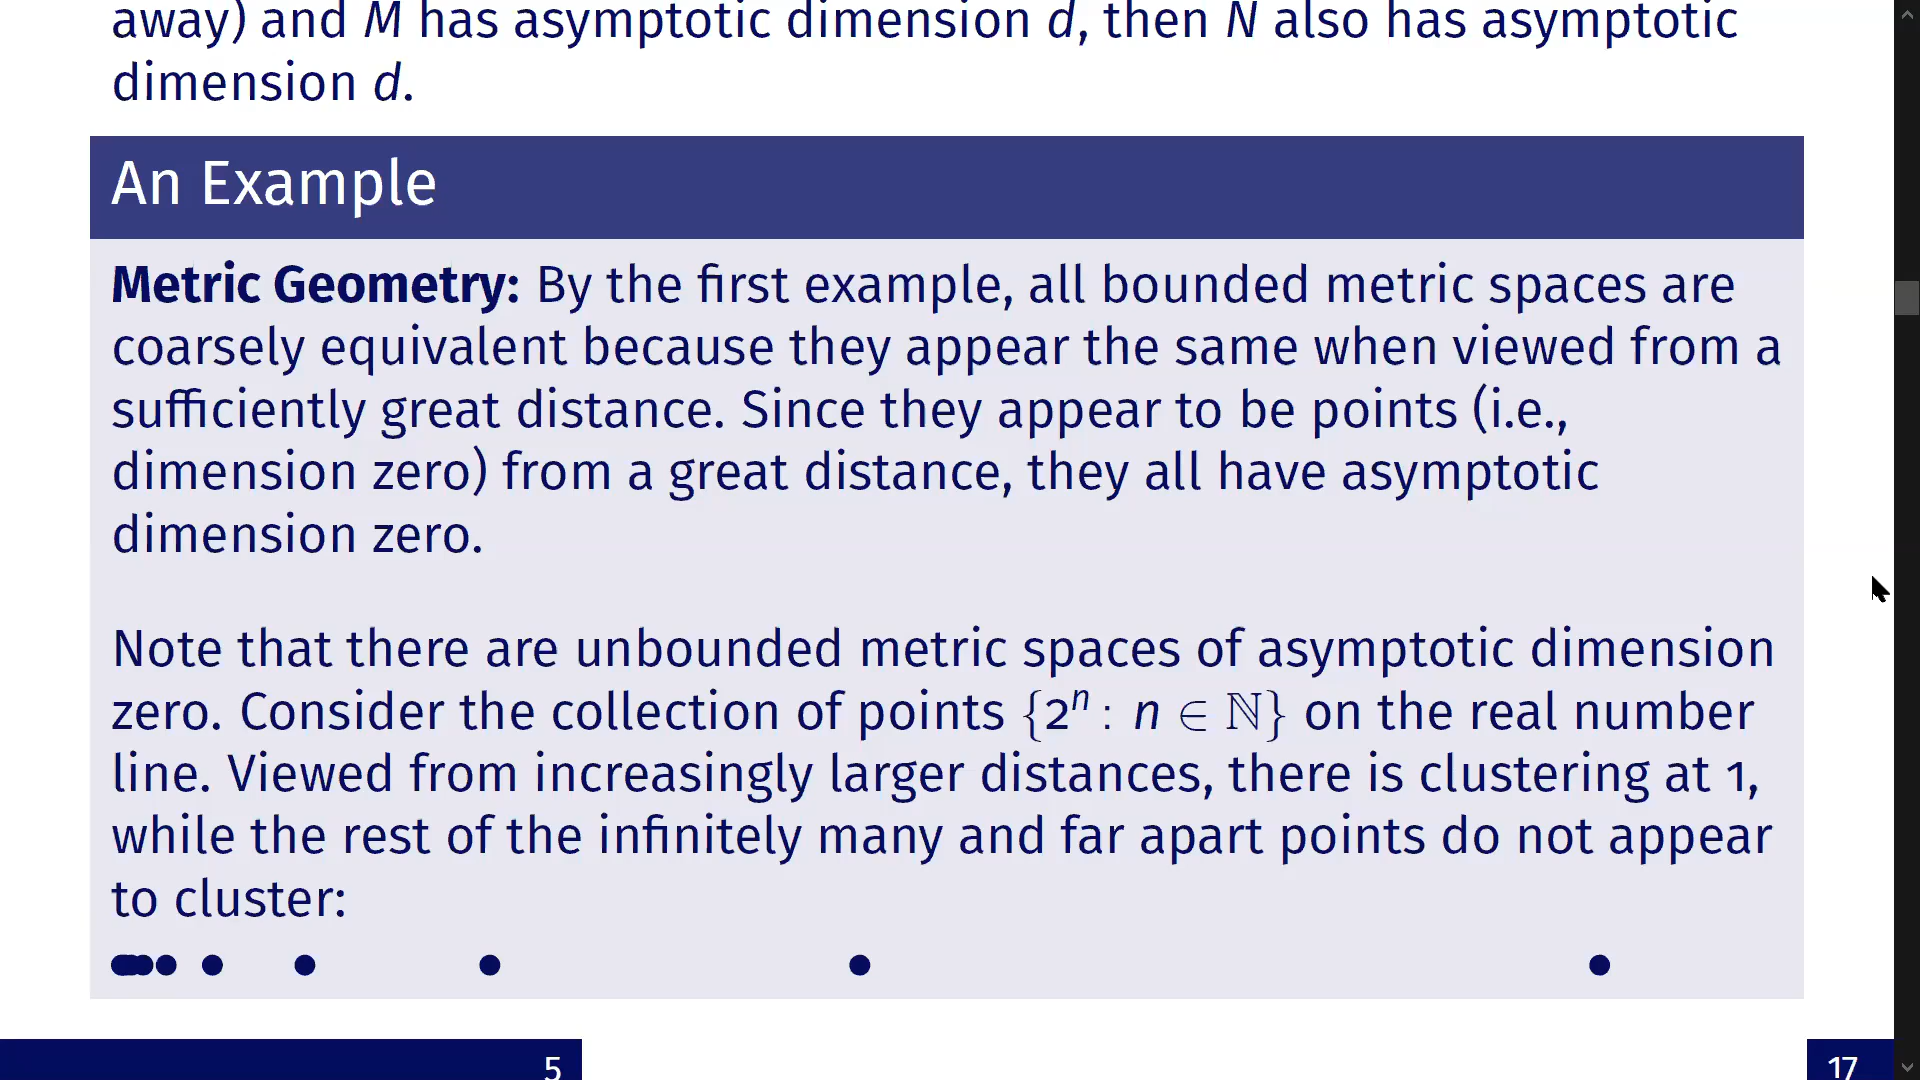 away) and M has asymptotic dimension d, then N also has asymptotic
dimension d.
An Example
Metric Geometry: By the first example, all bounded metric spaces are
coarsely equivalent because they appear the same when viewed from a
sufficiently great distance. Since they appear to be points (i.e.,
dimension zero) from a great distance, they all have asymptotic
dimension zero.
Note that there are unbounded metric spaces of asymptotic dimension
zero. Consider the collection of points {2ⁿ : n ∈ ℕ} on the real number
line. Viewed from increasingly larger distances, there is clustering at 1,
while the rest of the infinitely many and far apart points do not appear
to cluster:
5
17